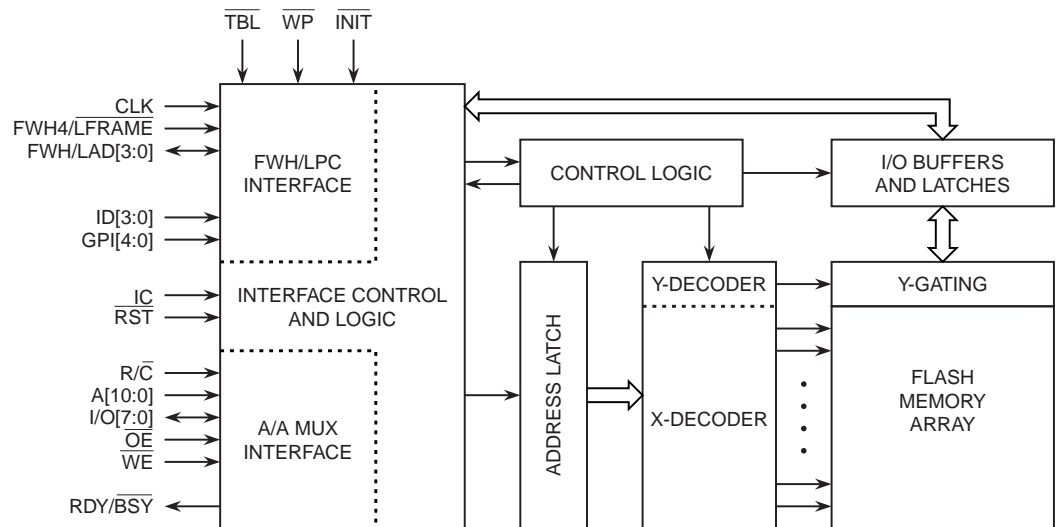 TBL WP INIT
CLK
FWH4/LFRAME
FWH/LAD[3:0]
ID[3:0]
GPI[4:0]
IC
RST
R/C
A[10:0]
I/O[7:0]
OE
WE
RDY/BSY
FWH/LPC
INTERFACE
INTERFACE CONTROL
AND LOGIC
A/A MUX
INTERFACE
CONTROL LOGIC
I/O BUFFERS
AND LATCHES
ADDRESS LATCH
Y-DECODER
X-DECODER
Y-GATING
FLASH
MEMORY
ARRAY